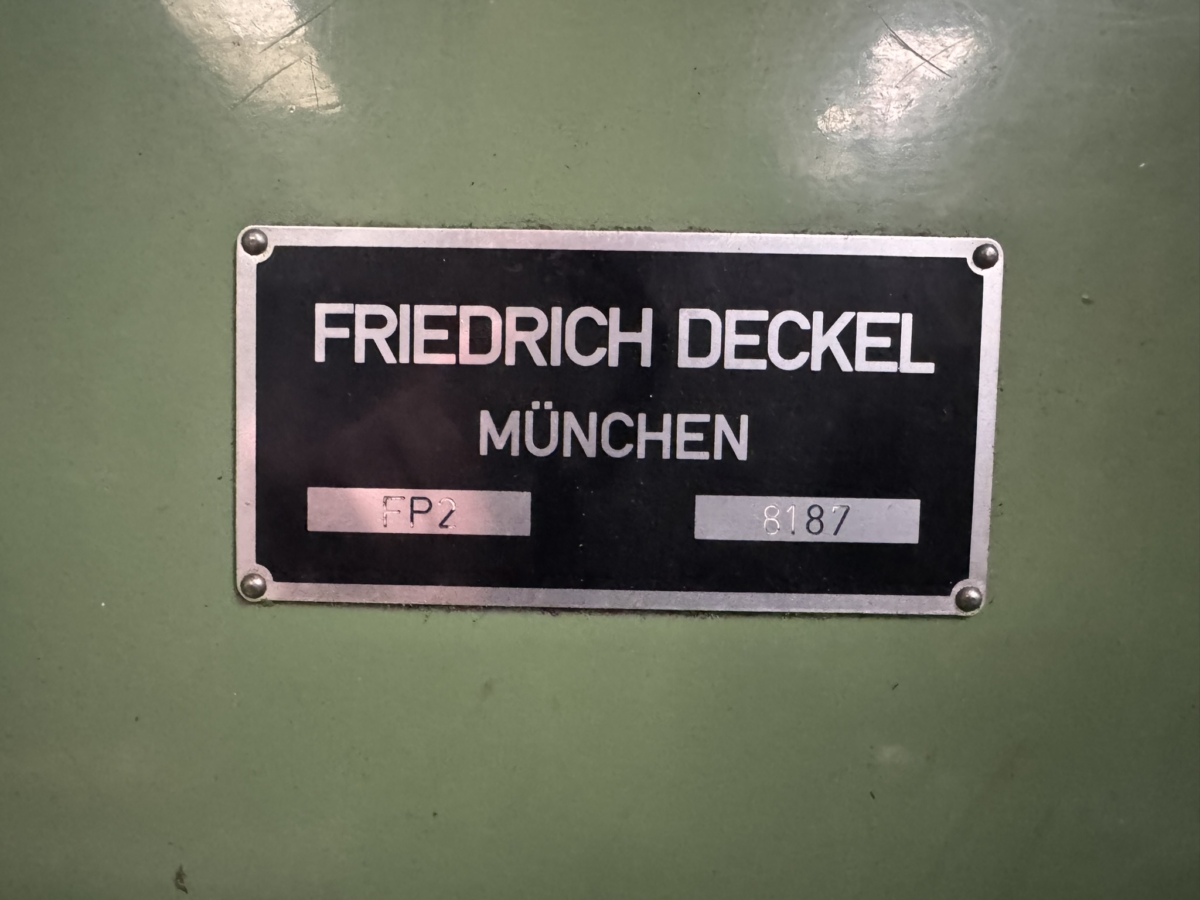 FRIEDRICH DECKEL
MÜNCHEN
FP2 8187